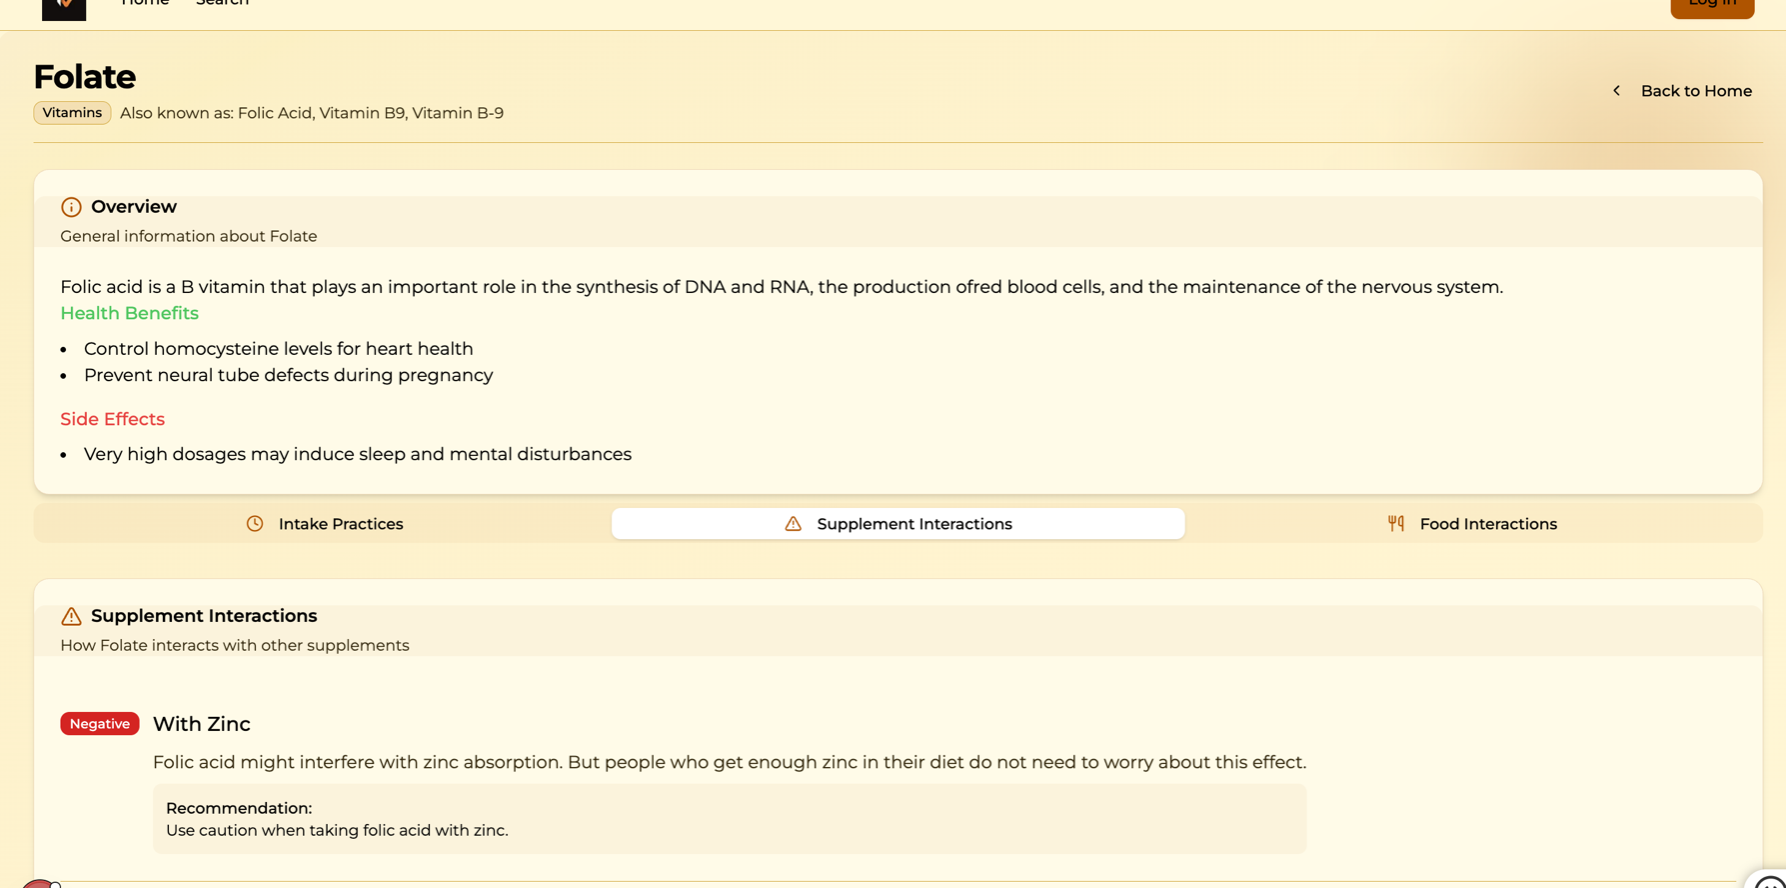 Home Search Log in
Folate
Back to Home
Vitamins Also known as: Folic Acid, Vitamin B9, Vitamin B-9
Overview
General information about Folate
Folic acid is a B vitamin that plays an important role in the synthesis of DNA and RNA, the production ofred blood cells, and the maintenance of the nervous system.
Health Benefits
• Control homocysteine levels for heart health
• Prevent neural tube defects during pregnancy
Side Effects
• Very high dosages may induce sleep and mental disturbances
Intake Practices Supplement Interactions Food Interactions
Supplement Interactions
How Folate interacts with other supplements
Negative With Zinc
Folic acid might interfere with zinc absorption. But people who get enough zinc in their diet do not need to worry about this effect.
Recommendation:
Use caution when taking folic acid with zinc.